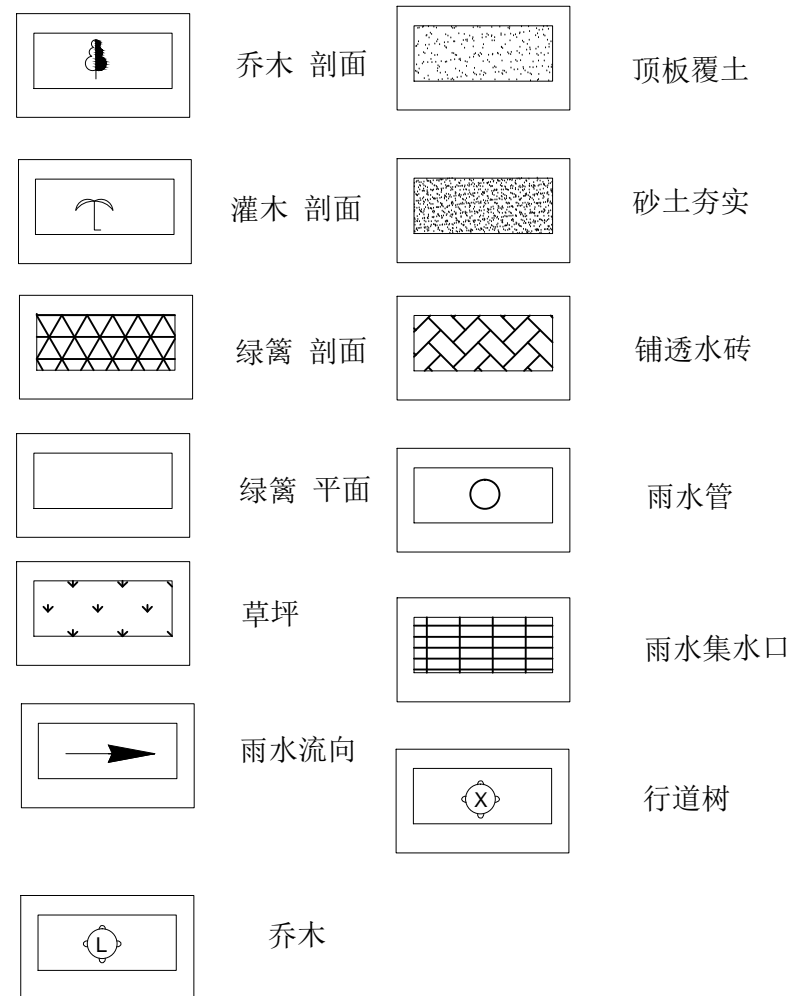 乔木 剖面
顶板覆土
灌木 剖面
砂土夯实
绿篱 剖面
铺透水砖
绿篱 平面
雨水管
草坪
雨水集水口
雨水流向
X
行道树
L
乔木